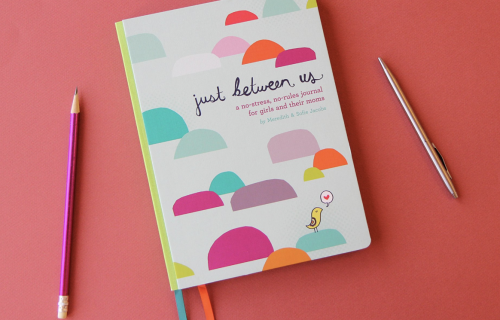 just between us
a no-stress, no-rules journal
for girls and their moms
by Meredith & Sofie Jacobs